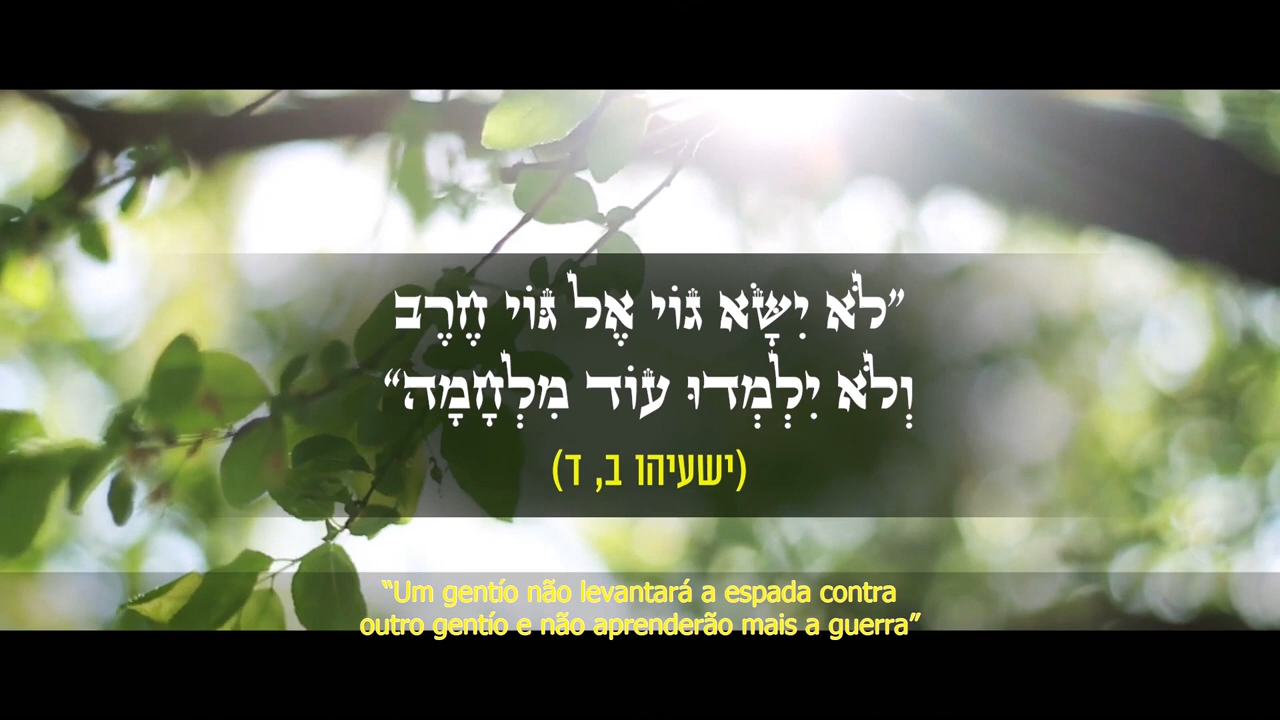 ”לֹא יִשָּׂא גוֹי אֶל גּוֹי חֶרֶב
וְלֹא יִלְמְדוּ עוֹד מִלְחָמָה“
(ישעיהו ב, ד)
“Um gentío não levantará a espada contra
outro gentío e não aprenderão mais a guerra”